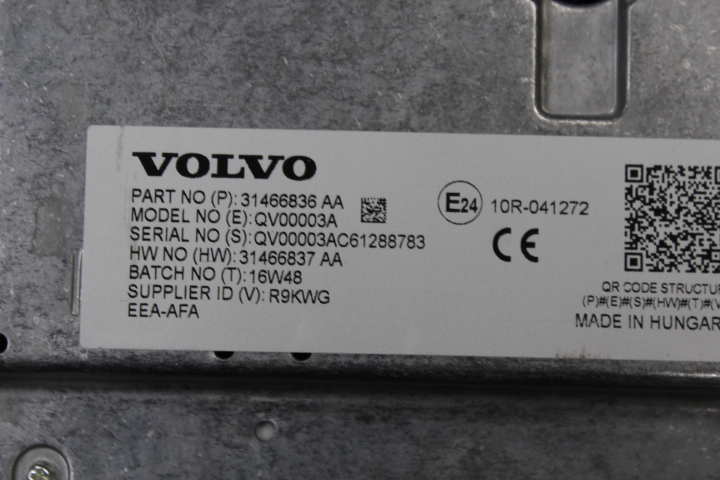 VOLVO
PART NO (P): 31466836 AA
MODEL NO (E): QV00003A
SERIAL NO (S): QV00003AC61288783
HW NO (HW): 31466837 AA
BATCH NO (T): 16W48
SUPPLIER ID (V): R9KWG
EEA-AFA
E24 10R-041272
CE
QR CODE STRUCTUR
(P)#(E)#(S)#(HW)#(T)#(V
MADE IN HUNGAR